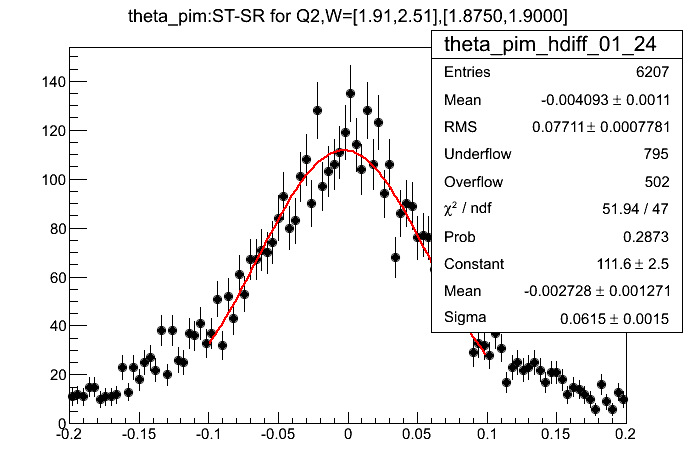 theta_pim:ST-SR for Q2,W=[1.91,2.51],[1.8750,1.9000]
theta_pim_hdiff_01_24
Entries 6207
Mean -0.004093 ± 0.0011
RMS 0.07711 ± 0.0007781
Underflow 795
Overflow 502
χ² / ndf 51.94 / 47
Prob 0.2873
Constant 111.6 ± 2.5
Mean -0.002728 ± 0.001271
Sigma 0.0615 ± 0.0015
140
120
100
80
60
40
20
0
-0.2 -0.15 -0.1 -0.05 0 0.05 0.1 0.15 0.2